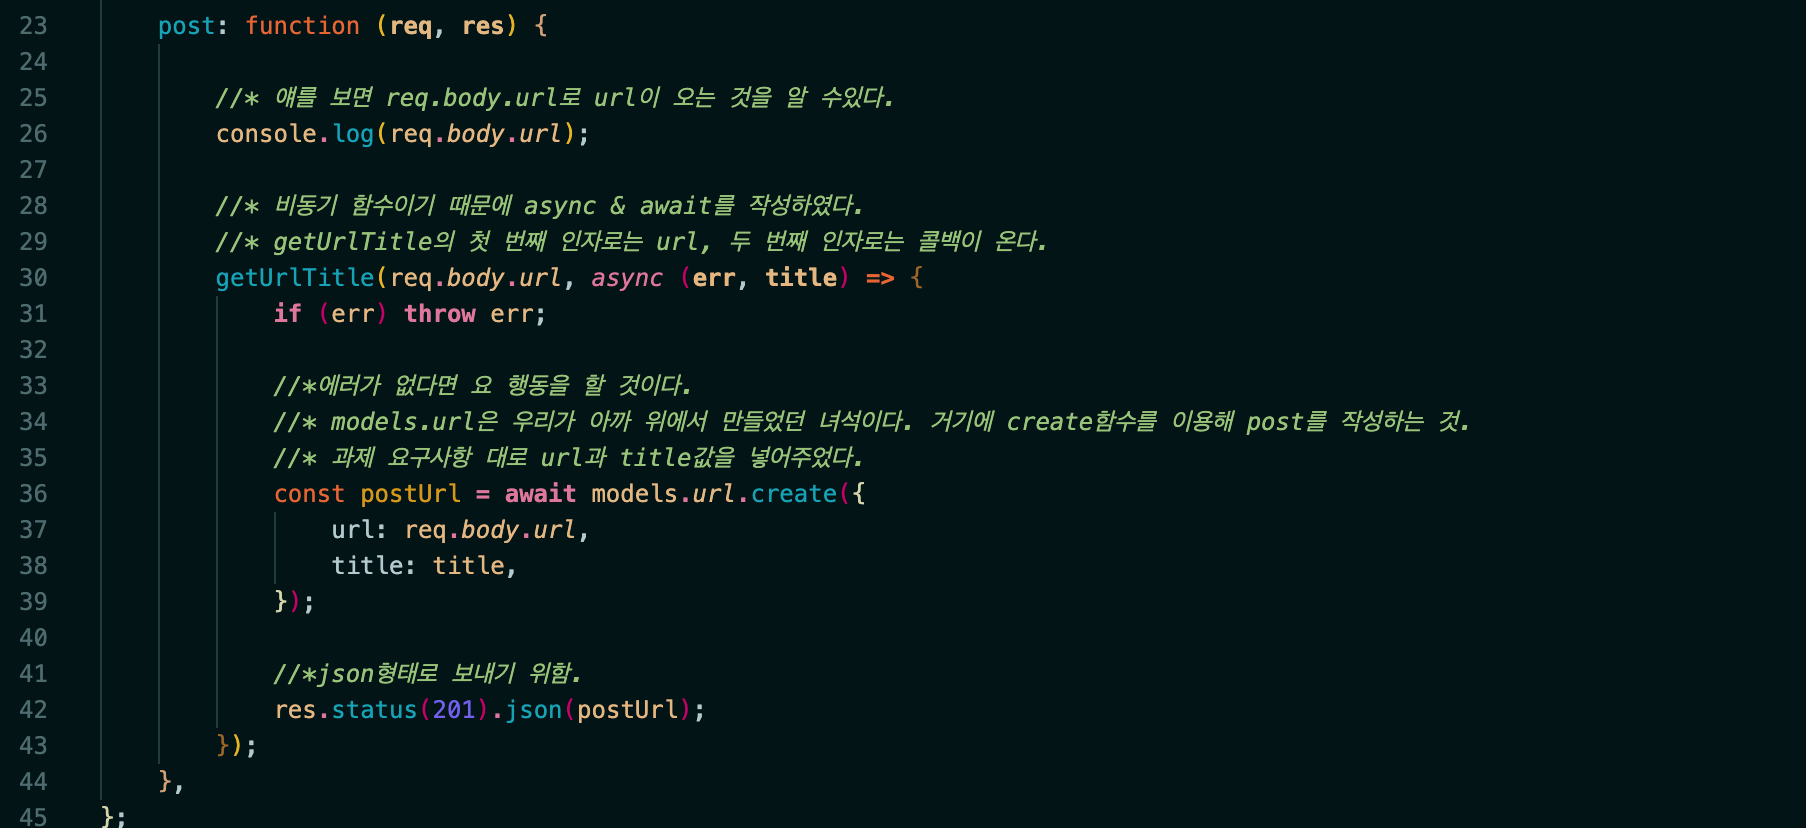 23 post: function (req, res) {
24
25 //* 얘를 보면 req.body.url로 url이 오는 것을 알 수있다.
26 console.log(req.body.url);
27
28 //* 비동기 함수이기 때문에 async & await를 작성하였다.
29 //* getUrlTitle의 첫 번째 인자로는 url, 두 번째 인자로는 콜백이 온다.
30 getUrlTitle(req.body.url, async (err, title) => {
31 if (err) throw err;
32
33 //*에러가 없다면 요 행동을 할 것이다.
34 //* models.url은 우리가 아까 위에서 만들었던 녀석이다. 거기에 create함수를 이용해 post를 작성하는 것.
35 //* 과제 요구사항 대로 url과 title값을 넣어주었다.
36 const postUrl = await models.url.create({
37 url: req.body.url,
38 title: title,
39 });
40
41 //*json형태로 보내기 위함.
42 res.status(201).json(postUrl);
43 });
44 },
45 };